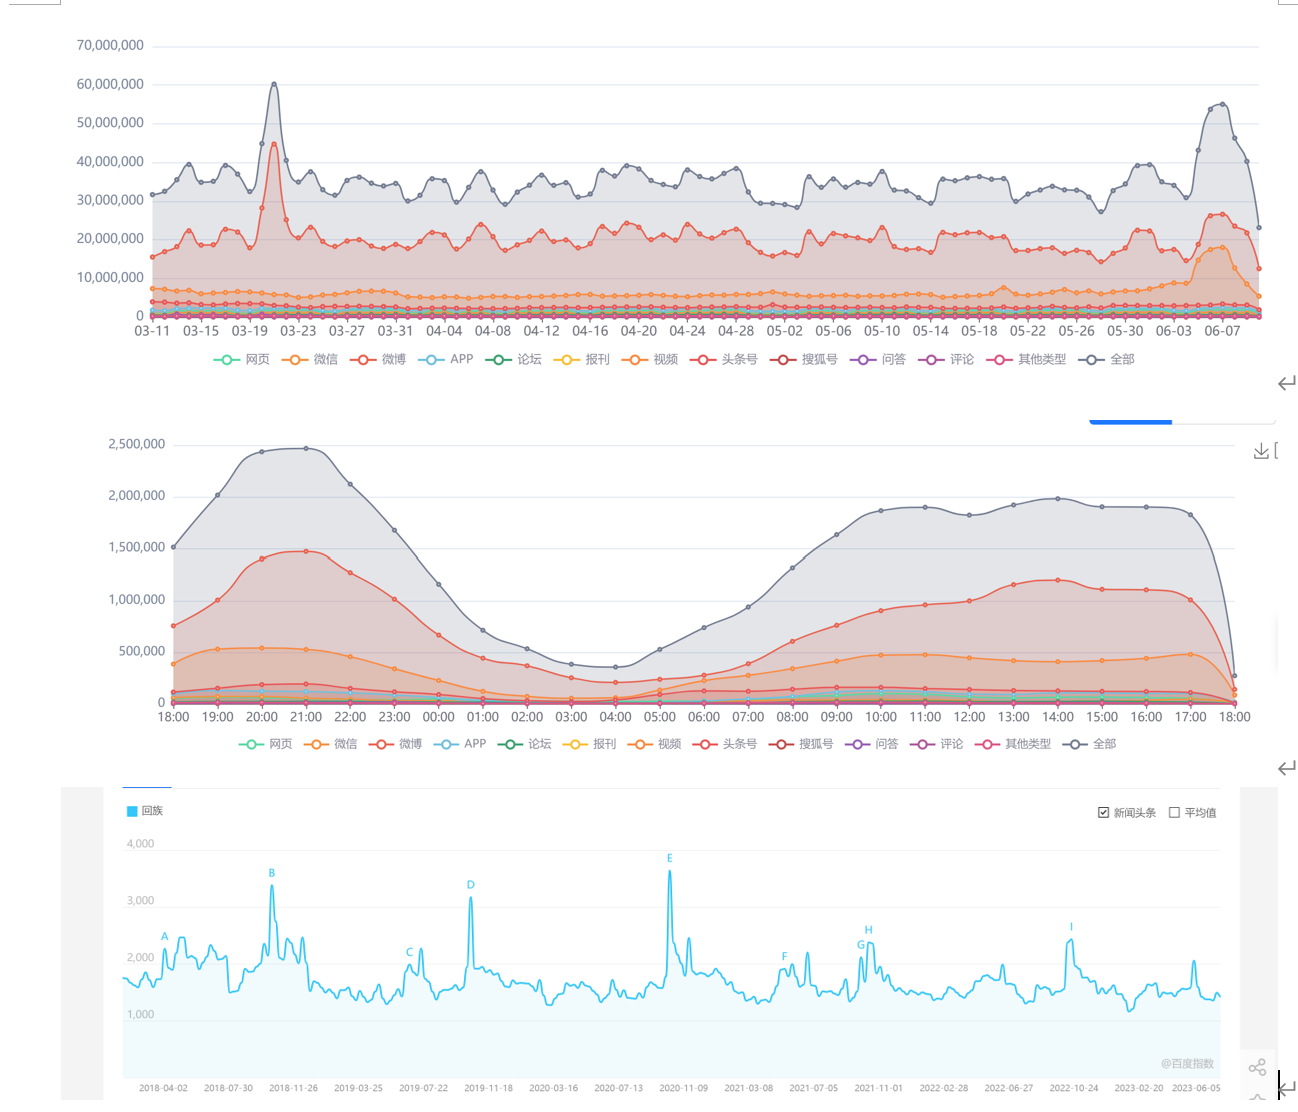 70,000,000
60,000,000
50,000,000
40,000,000
30,000,000
20,000,000
10,000,000
0
03-11 03-15 03-19 03-23 03-27 03-31 04-04 04-08 04-12 04-16 04-20 04-24 04-28 05-02 05-06 05-10 05-14 05-18 05-22 05-26 05-30 06-03 06-07
网页 微信 微博 APP 论坛 报刊 视频 头条号 搜狐号 问答 评论 其他类型 全部
2,500,000
2,000,000
1,500,000
1,000,000
500,000
0
18:00 19:00 20:00 21:00 22:00 23:00 00:00 01:00 02:00 03:00 04:00 05:00 06:00 07:00 08:00 09:00 10:00 11:00 12:00 13:00 14:00 15:00 16:00 17:00 18:00
网页 微信 微博 APP 论坛 报刊 视频 头条号 搜狐号 问答 评论 其他类型 全部
回族 新闻头条 平均值
4,000
E
B
D
3,000
I
H
A
G
C
F
2,000
1,000
@百度指数
2018-04-02 2018-07-30 2018-11-26 2019-03-25 2019-07-22 2019-11-18 2020-03-16 2020-07-13 2020-11-09 2021-03-08 2021-07-05 2021-11-01 2022-02-28 2022-06-27 2022-10-24 2023-02-20 2023-06-05